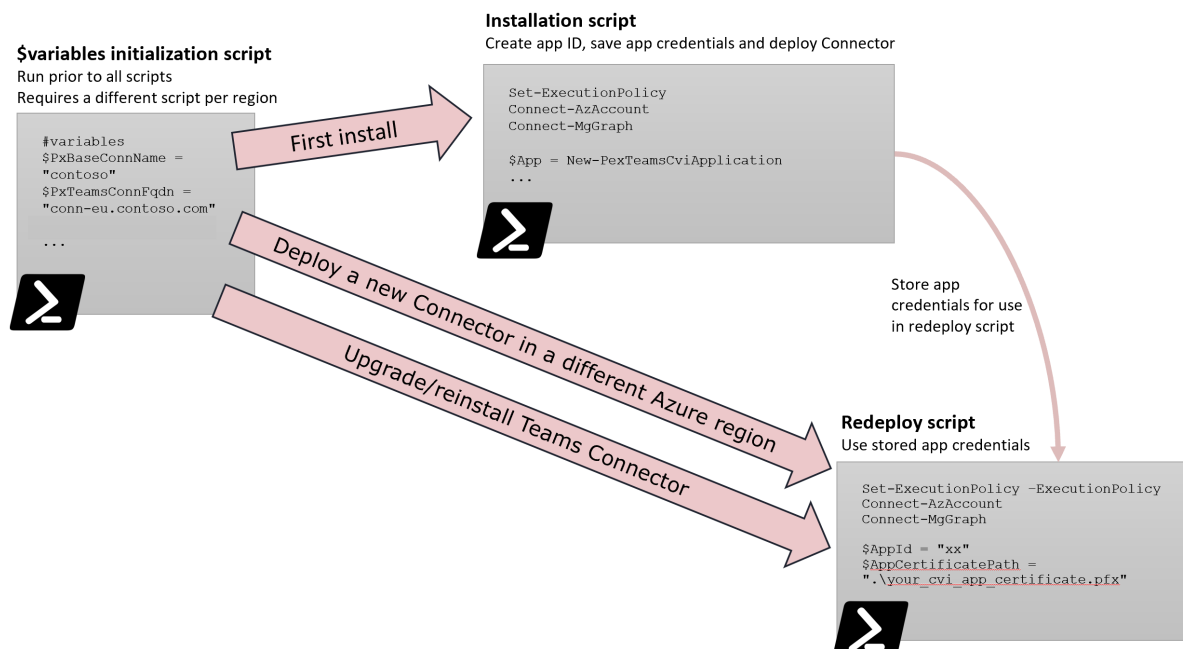 $variables initialization script
Run prior to all scripts
Requires a different script per region
#variables
$PxBaseConnName =
"contoso"
$PxTeamsConnFqdn =
"conn-eu.contoso.com"
...
First install
Installation script
Create app ID, save app credentials and deploy Connector
Set-ExecutionPolicy
Connect-AzAccount
Connect-MgGraph
$App = New-PexTeamsCviApplication
...
Deploy a new Connector in a different Azure region
Upgrade/reinstall Teams Connector
Store app
credentials for use
in redeploy script
Redeploy script
Use stored app credentials
Set-ExecutionPolicy –ExecutionPolicy
Connect-AzAccount
Connect-MgGraph
$AppId = "xx"
$AppCertificatePath =
".\your_cvi_app_certificate.pfx"